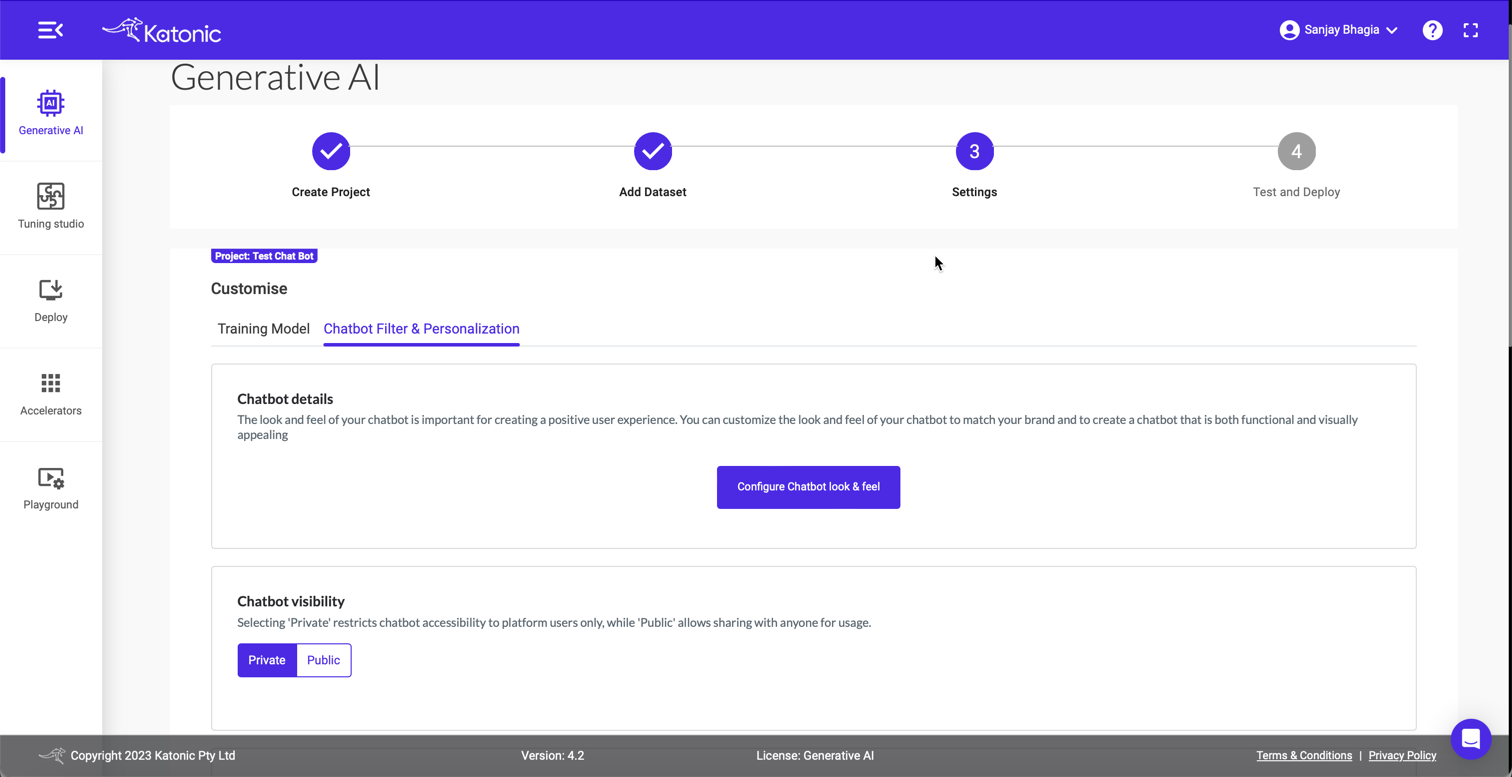 Katonic
Sanjay Bhagia
?
Generative AI
AI
Generative AI
Tuning studio
Deploy
Accelerators
Playground
3
4
Create Project
Add Dataset
Settings
Test and Deploy
Project: Test Chat Bot
Customise
Training Model
Chatbot Filter & Personalization
Chatbot details
The look and feel of your chatbot is important for creating a positive user experience. You can customize the look and feel of your chatbot to match your brand and to create a chatbot that is both functional and visually
appealing
Configure Chatbot look & feel
Chatbot visibility
Selecting 'Private' restricts chatbot accessibility to platform users only, while 'Public' allows sharing with anyone for usage.
Private
Public
Copyright 2023 Katonic Pty Ltd
Version: 4.2
License: Generative AI
Terms & Conditions | Privacy Policy